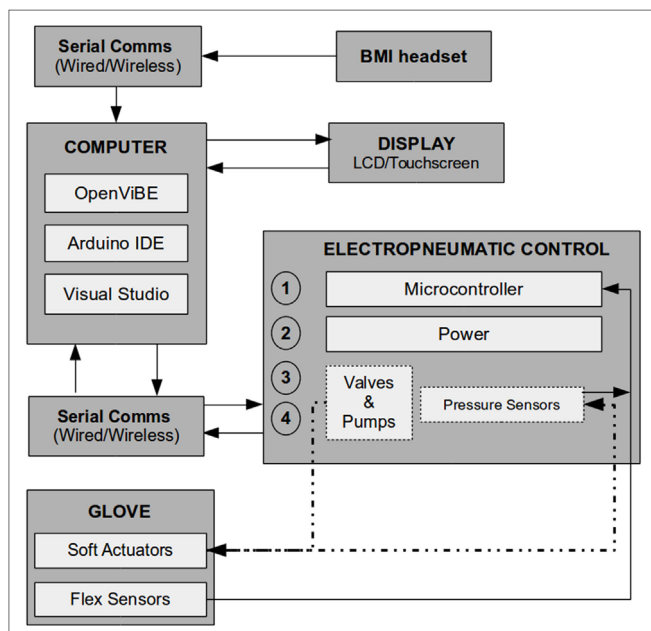 Serial Comms
(Wired/Wireless)
BMI headset
COMPUTER
OpenViBE
Arduino IDE
Visual Studio
DISPLAY
LCD/Touchscreen
ELECTROPNEUMATIC CONTROL
1
Microcontroller
2
Power
3
4
Valves
&
Pumps
Pressure Sensors
Serial Comms
(Wired/Wireless)
GLOVE
Soft Actuators
Flex Sensors